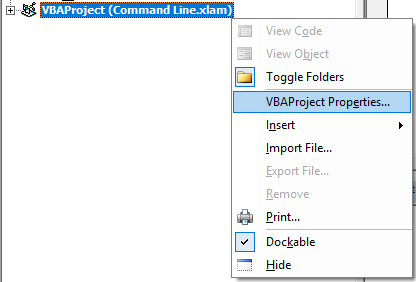 VBAProject (Command Line.xlam)
View Code
View Object
Toggle Folders
VBAProject Properties...
Insert
Import File...
Export File...
Remove
Print...
Dockable
Hide